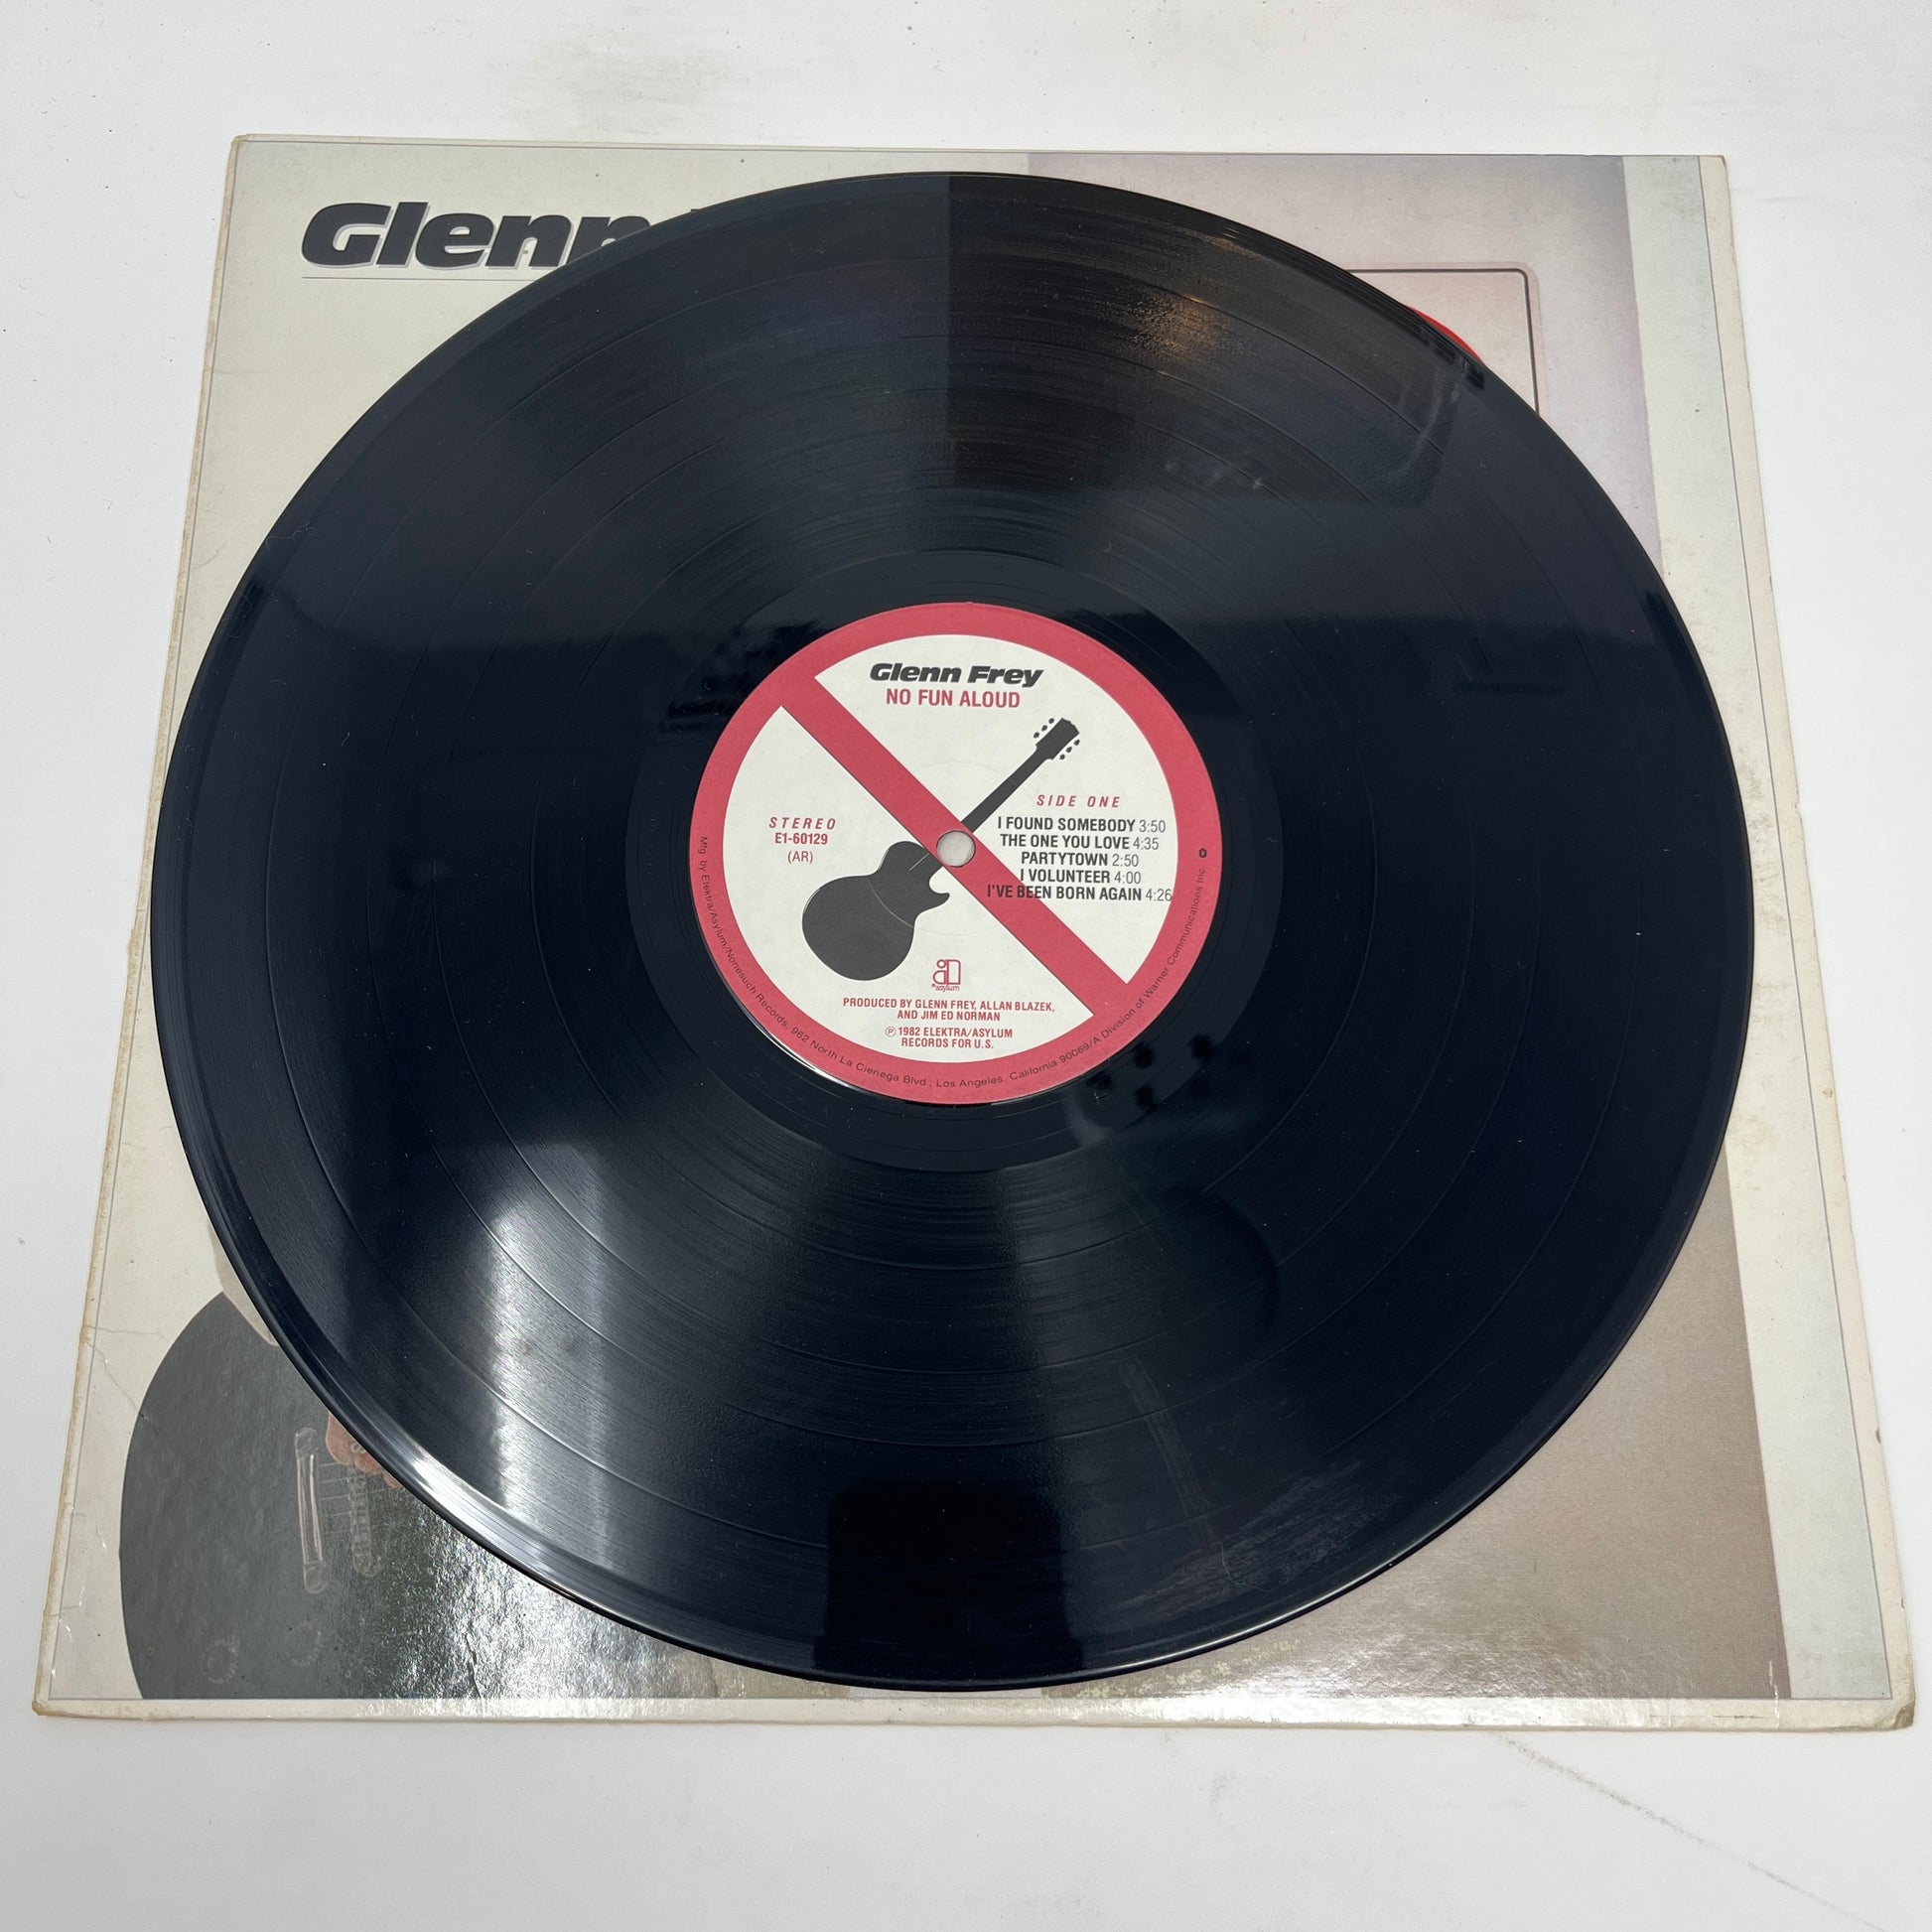 Glenn
Glenn Frey
NO FUN ALOUD
STEREO
E1-60129
(AR)
SIDE ONE
I FOUND SOMEBODY 3:50
THE ONE YOU LOVE 4:35
PARTYTOWN 2:50
I VOLUNTEER 4:00
I'VE BEEN BORN AGAIN 4:26
0
asylum
PRODUCED BY GLENN FREY, ALLAN BLAZEK,
AND JIM ED NORMAN
℗ 1982 ELEKTRA/ASYLUM
RECORDS FOR U.S.
Mfg. by Elektra/Asylum/Nonesuch Records, 962 North La Cienega Blvd., Los Angeles, California 90069/A Division of Warner Communications Inc.